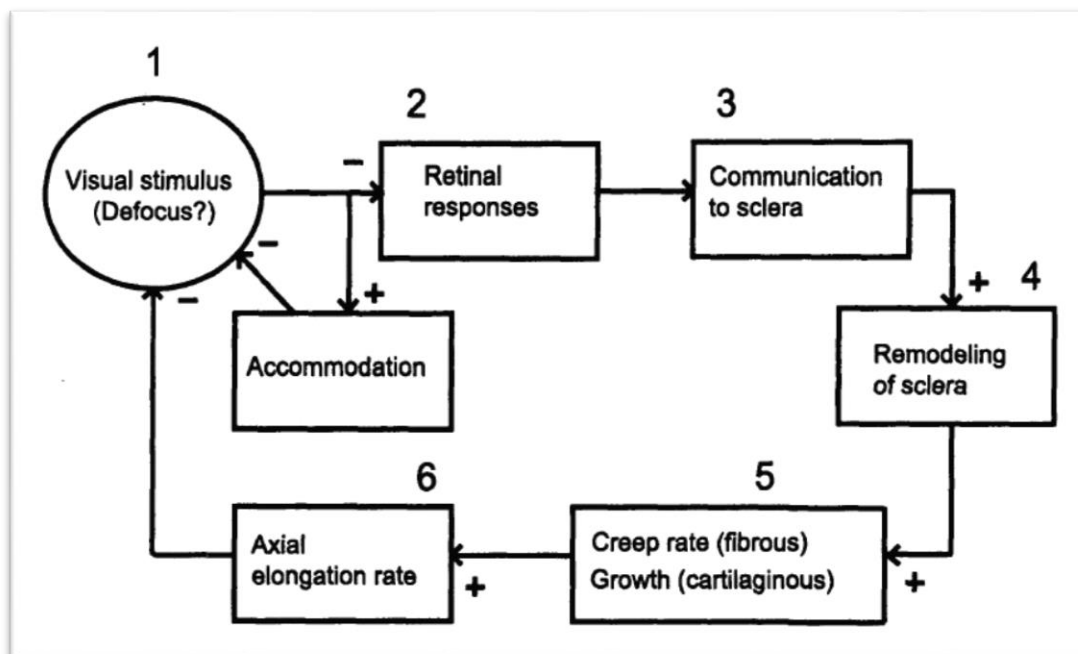 1
Visual stimulus
(Defocus?)
2
Retinal
responses
3
Communication
to sclera
4
Remodeling
of sclera
5
Creep rate (fibrous)
Growth (cartilaginous)
6
Axial
elongation rate
Accommodation
−
−
+
−
+
+
+